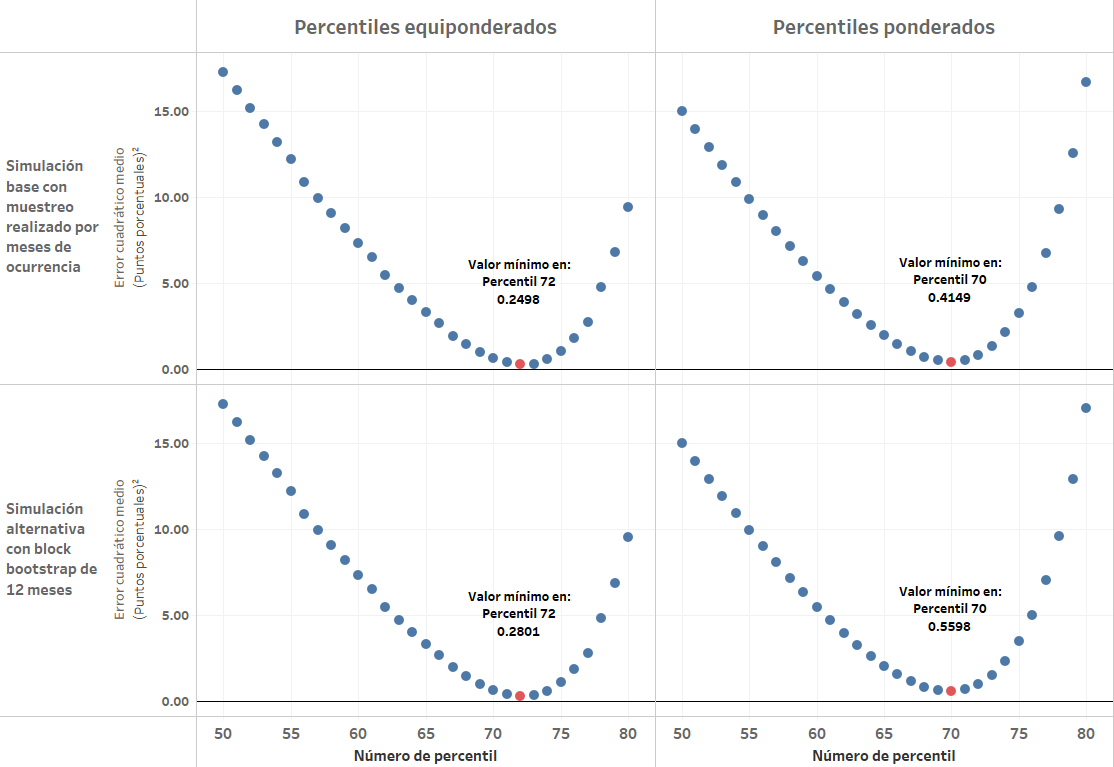 Percentiles equiponderados
Percentiles ponderados
Simulación
base con
muestreo
realizado por
meses de
ocurrencia
Error cuadrático medio
(Puntos porcentuales)²
15.00
10.00
5.00
0.00
Valor mínimo en:
Percentil 72
0.2498
Valor mínimo en:
Percentil 70
0.4149
Simulación
alternativa
con block
bootstrap de
12 meses
Error cuadrático medio
(Puntos porcentuales)²
15.00
10.00
5.00
0.00
Valor mínimo en:
Percentil 72
0.2801
Valor mínimo en:
Percentil 70
0.5598
50 55 60 65 70 75 80
50 55 60 65 70 75 80
Número de percentil
Número de percentil